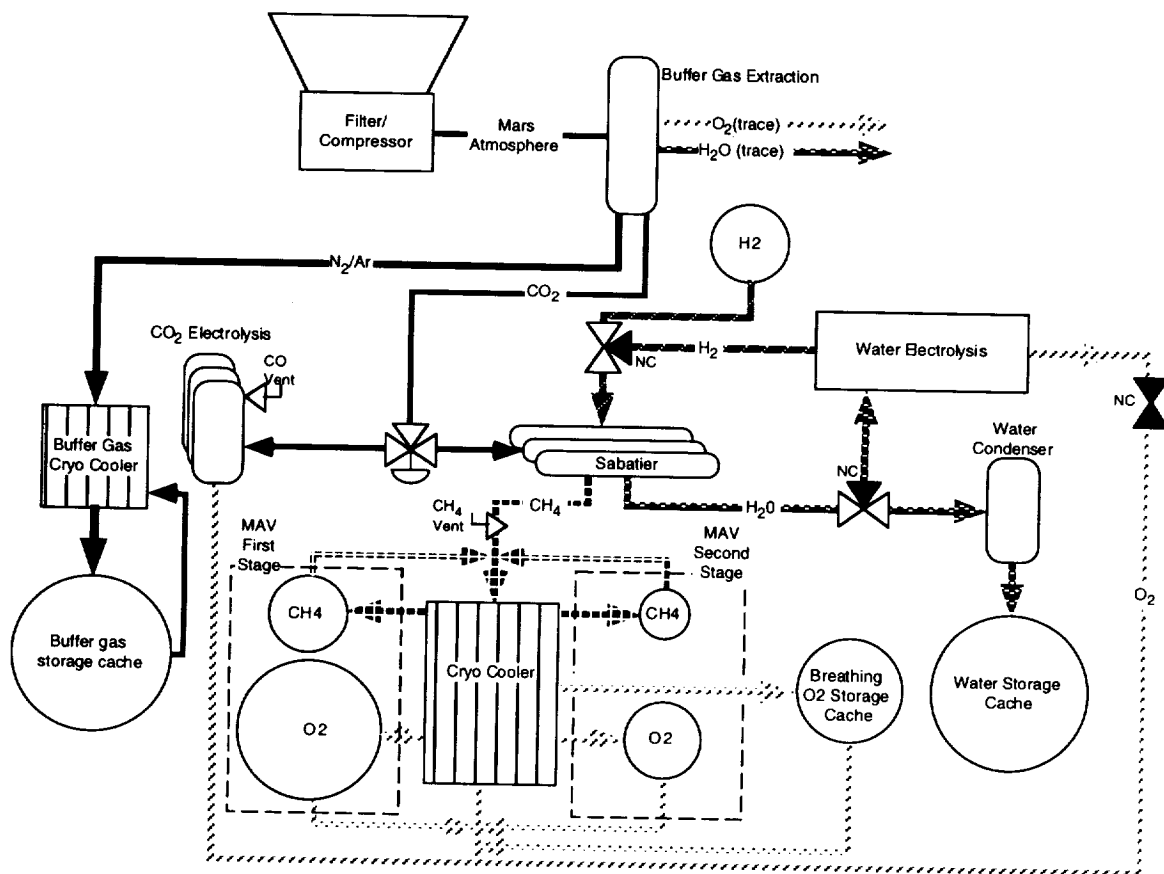 Buffer Gas Extraction
Filter/
Compressor
Mars
Atmosphere
O2(trace)
H2O (trace)
H2
N2/Ar
CO2
CO2 Electrolysis
CO
Vent
NC
H2
Water Electrolysis
NC
Buffer Gas
Cryo Cooler
Sabatier
Water
Condenser
NC
CH4
Vent
CH4
H20
MAV
First
Stage
MAV
Second
Stage
CH4
CH4
O2
Buffer gas
storage cache
Cryo Cooler
Breathing
O2 Storage
Cache
Water Storage
Cache
O2
O2